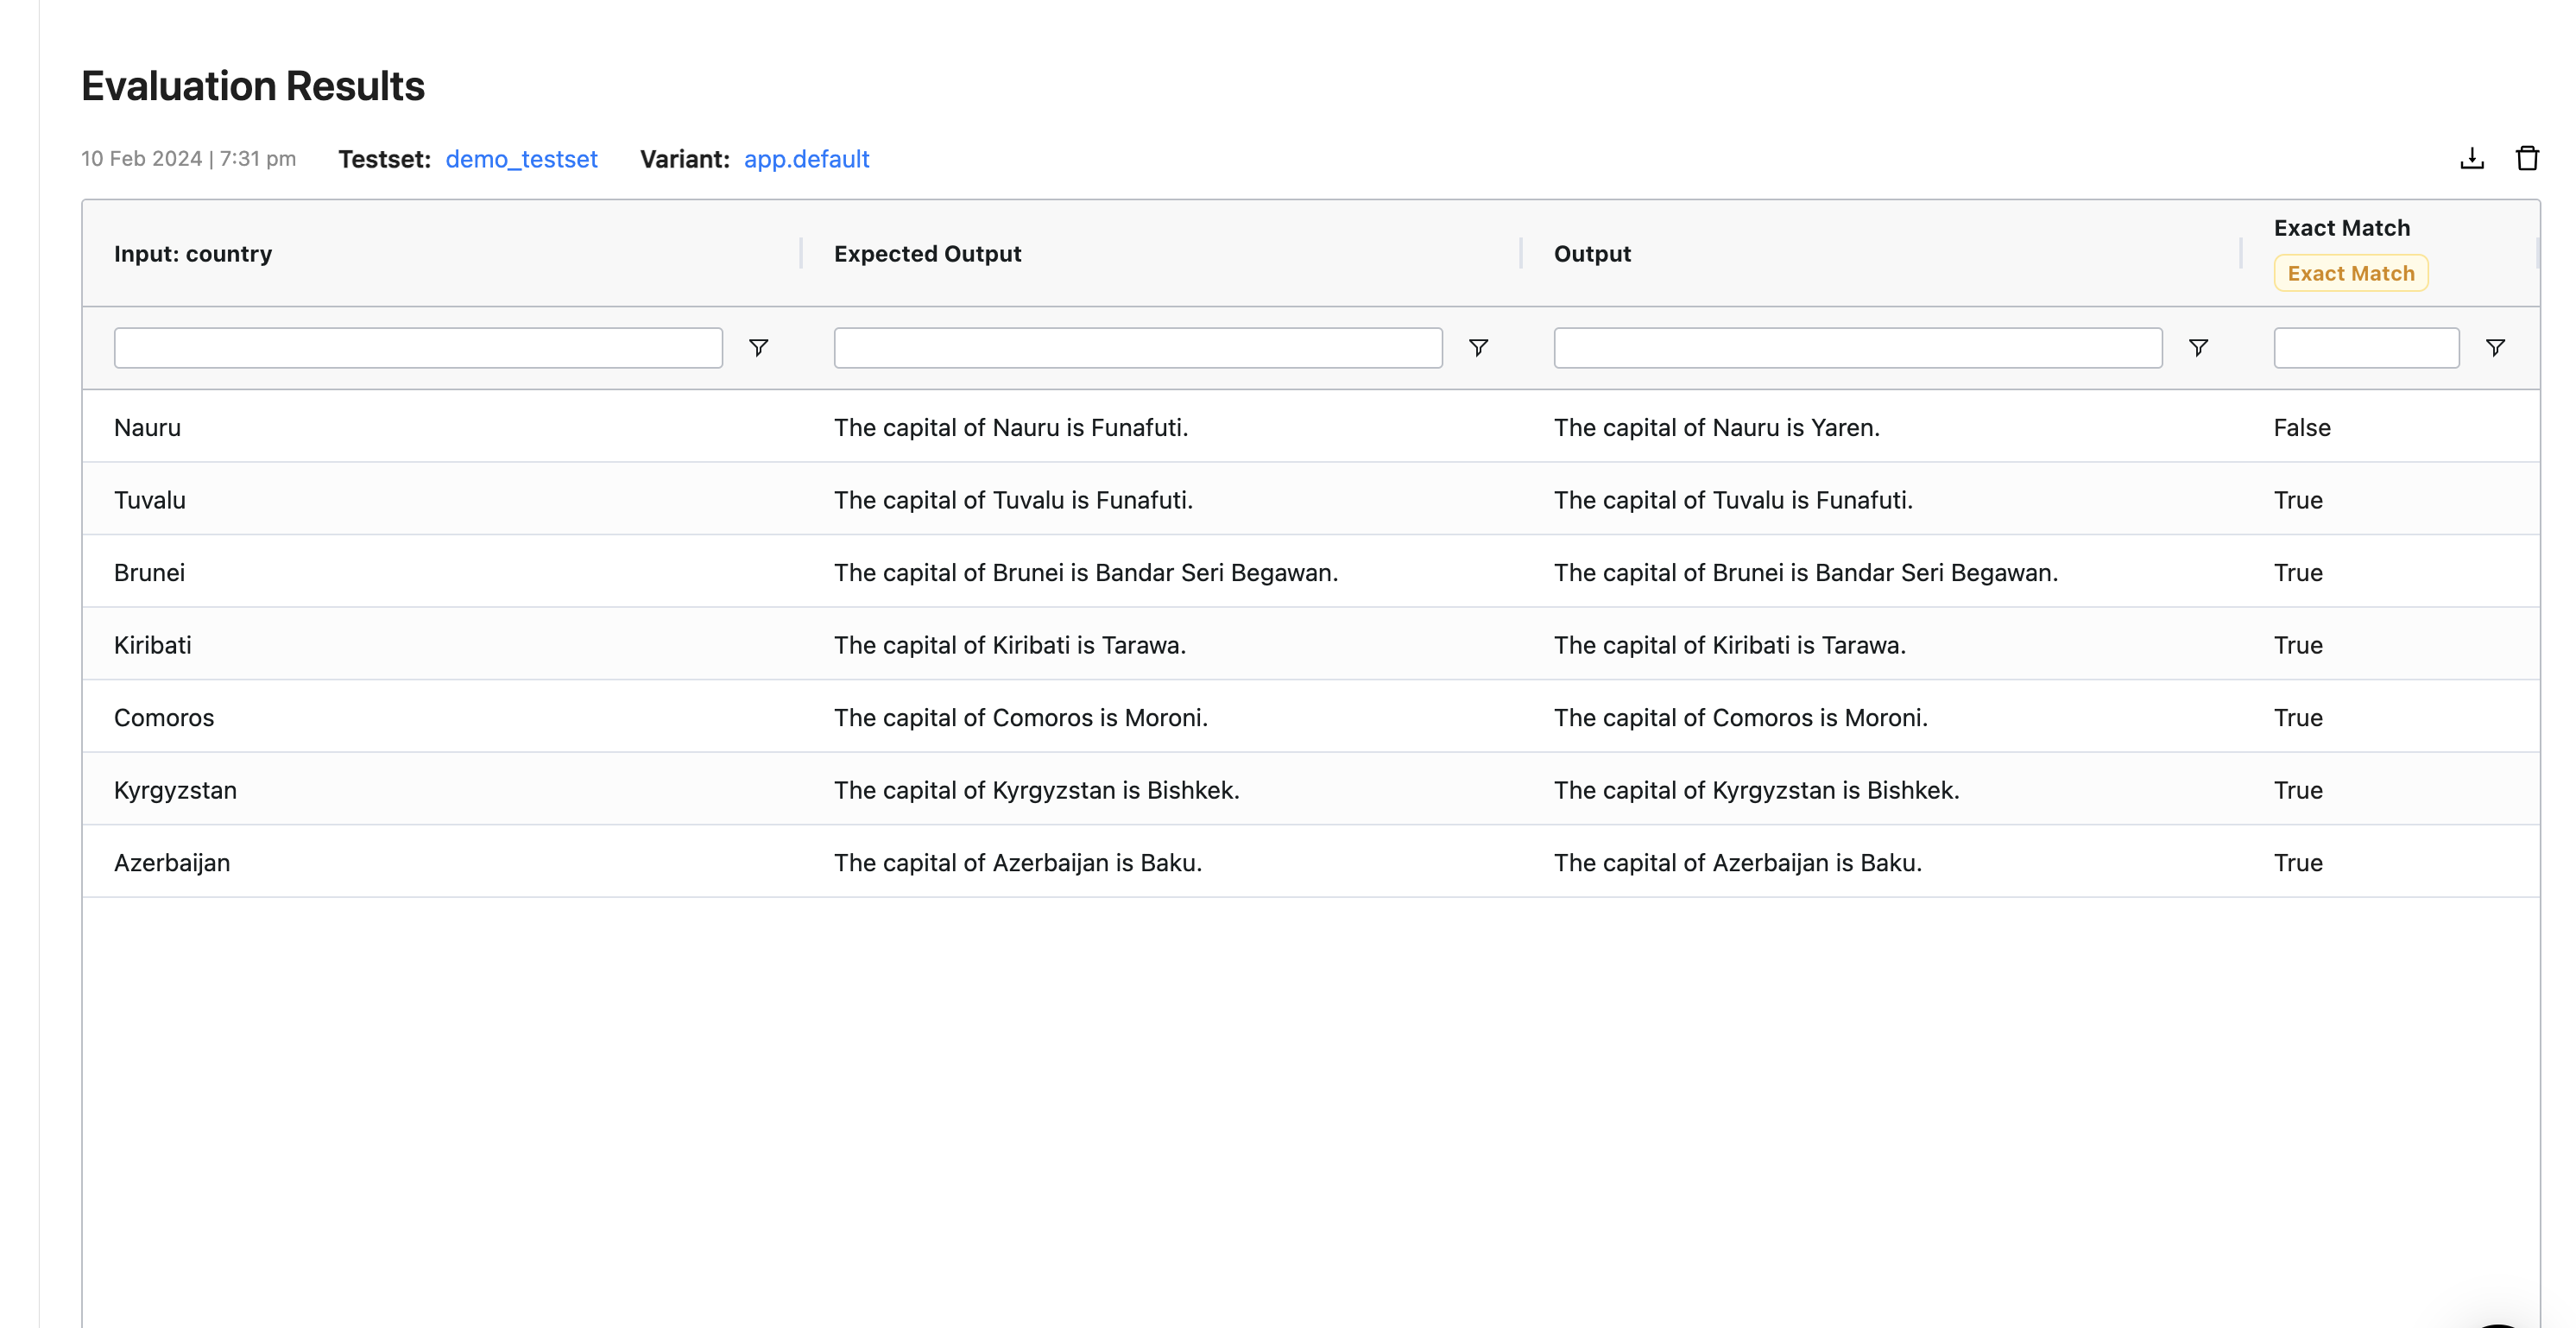 Evaluation Results
10 Feb 2024 | 7:31 pm Testset: demo_testset Variant: app.default
Input: country Expected Output Output Exact Match
Exact Match
Nauru The capital of Nauru is Funafuti. The capital of Nauru is Yaren. False
Tuvalu The capital of Tuvalu is Funafuti. The capital of Tuvalu is Funafuti. True
Brunei The capital of Brunei is Bandar Seri Begawan. The capital of Brunei is Bandar Seri Begawan. True
Kiribati The capital of Kiribati is Tarawa. The capital of Kiribati is Tarawa. True
Comoros The capital of Comoros is Moroni. The capital of Comoros is Moroni. True
Kyrgyzstan The capital of Kyrgyzstan is Bishkek. The capital of Kyrgyzstan is Bishkek. True
Azerbaijan The capital of Azerbaijan is Baku. The capital of Azerbaijan is Baku. True